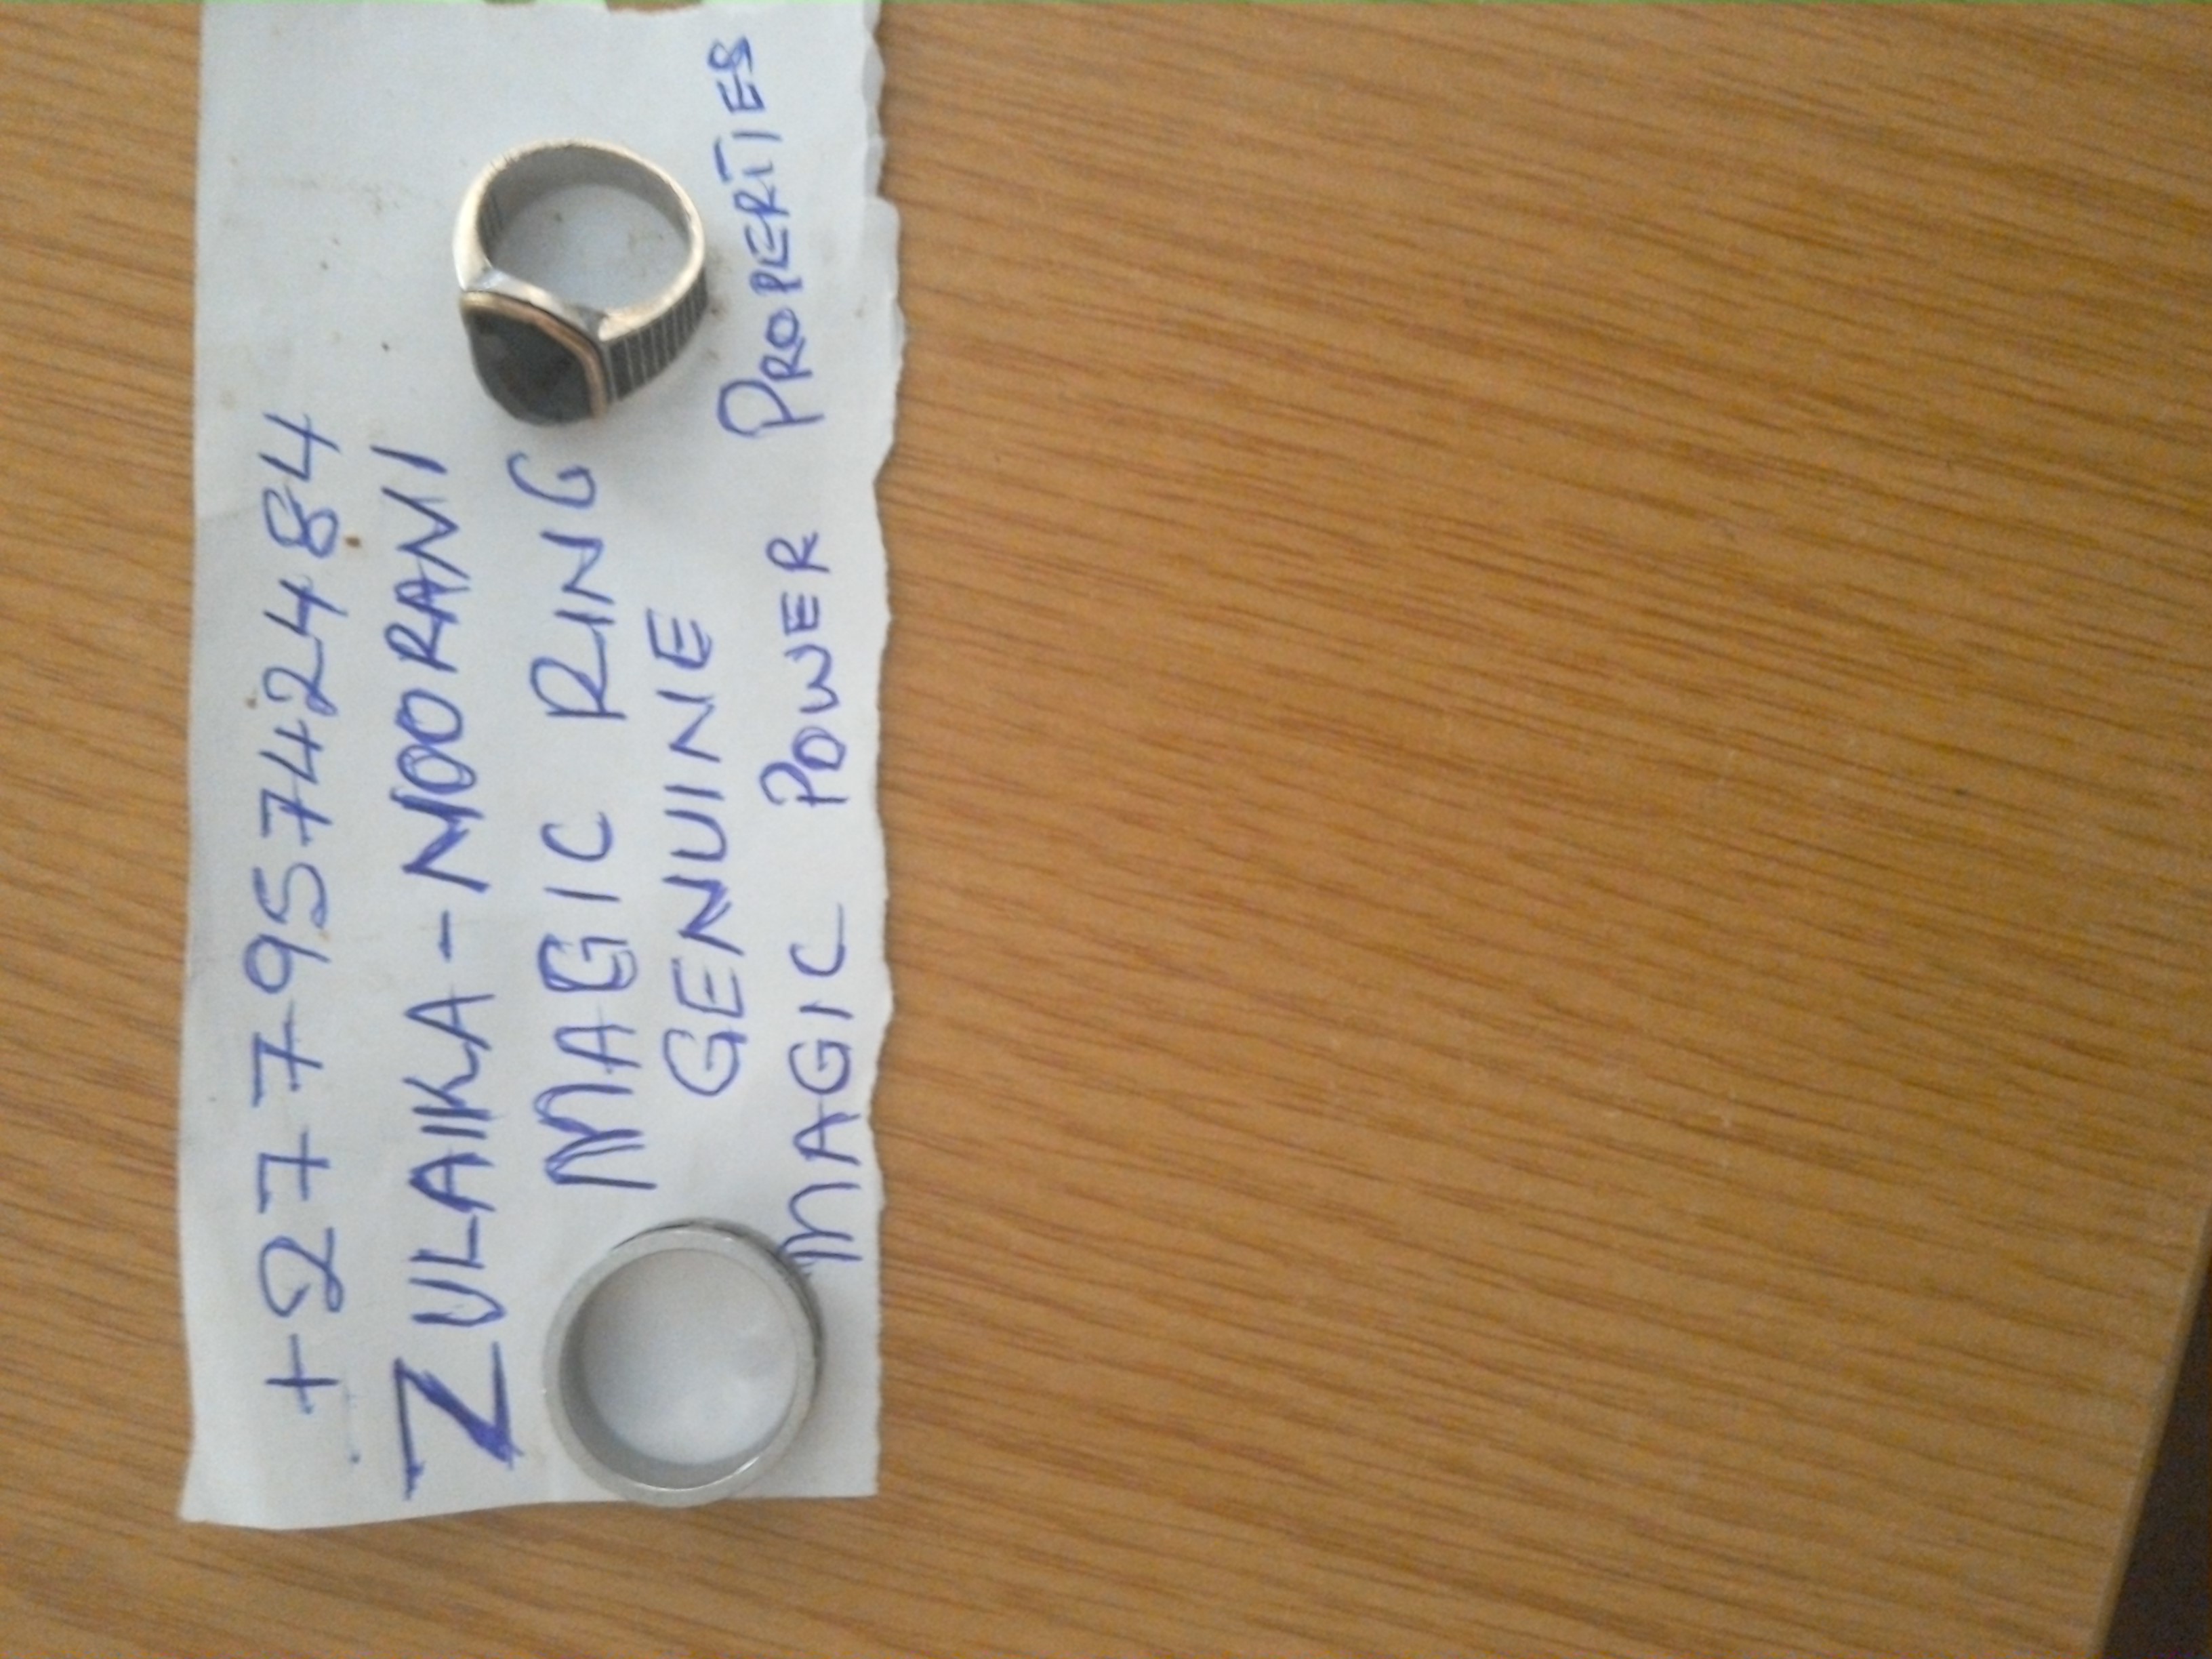 +27795742484
ZULAIKA-NOORANI
MAGIC RING
GENUINE
MAGIC POWER PROPERTIES